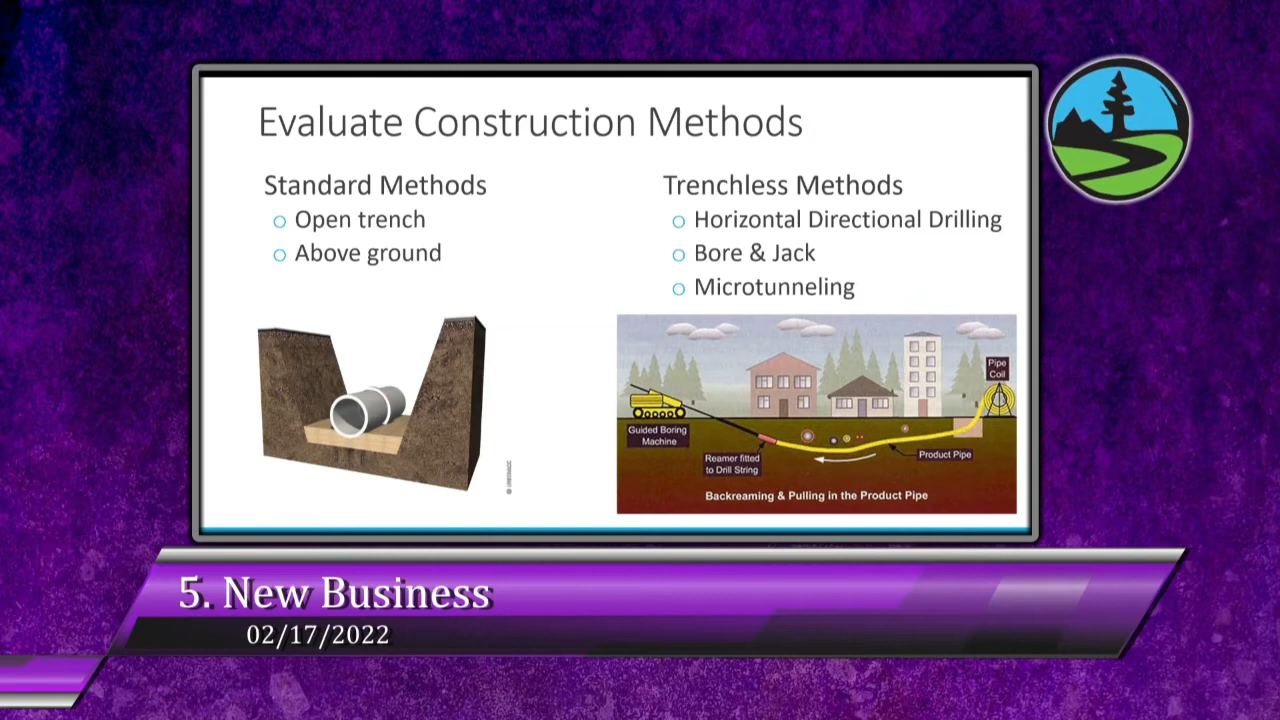 Evaluate Construction Methods
Standard Methods
Open trench
Above ground
Trenchless Methods
Horizontal Directional Drilling
Bore & Jack
Microtunneling
Pipe
Coil
Guided Boring
Machine
Reamer fitted
to Drill String
Product Pipe
Backreaming & Pulling in the Product Pipe
5. New Business
02/17/2022